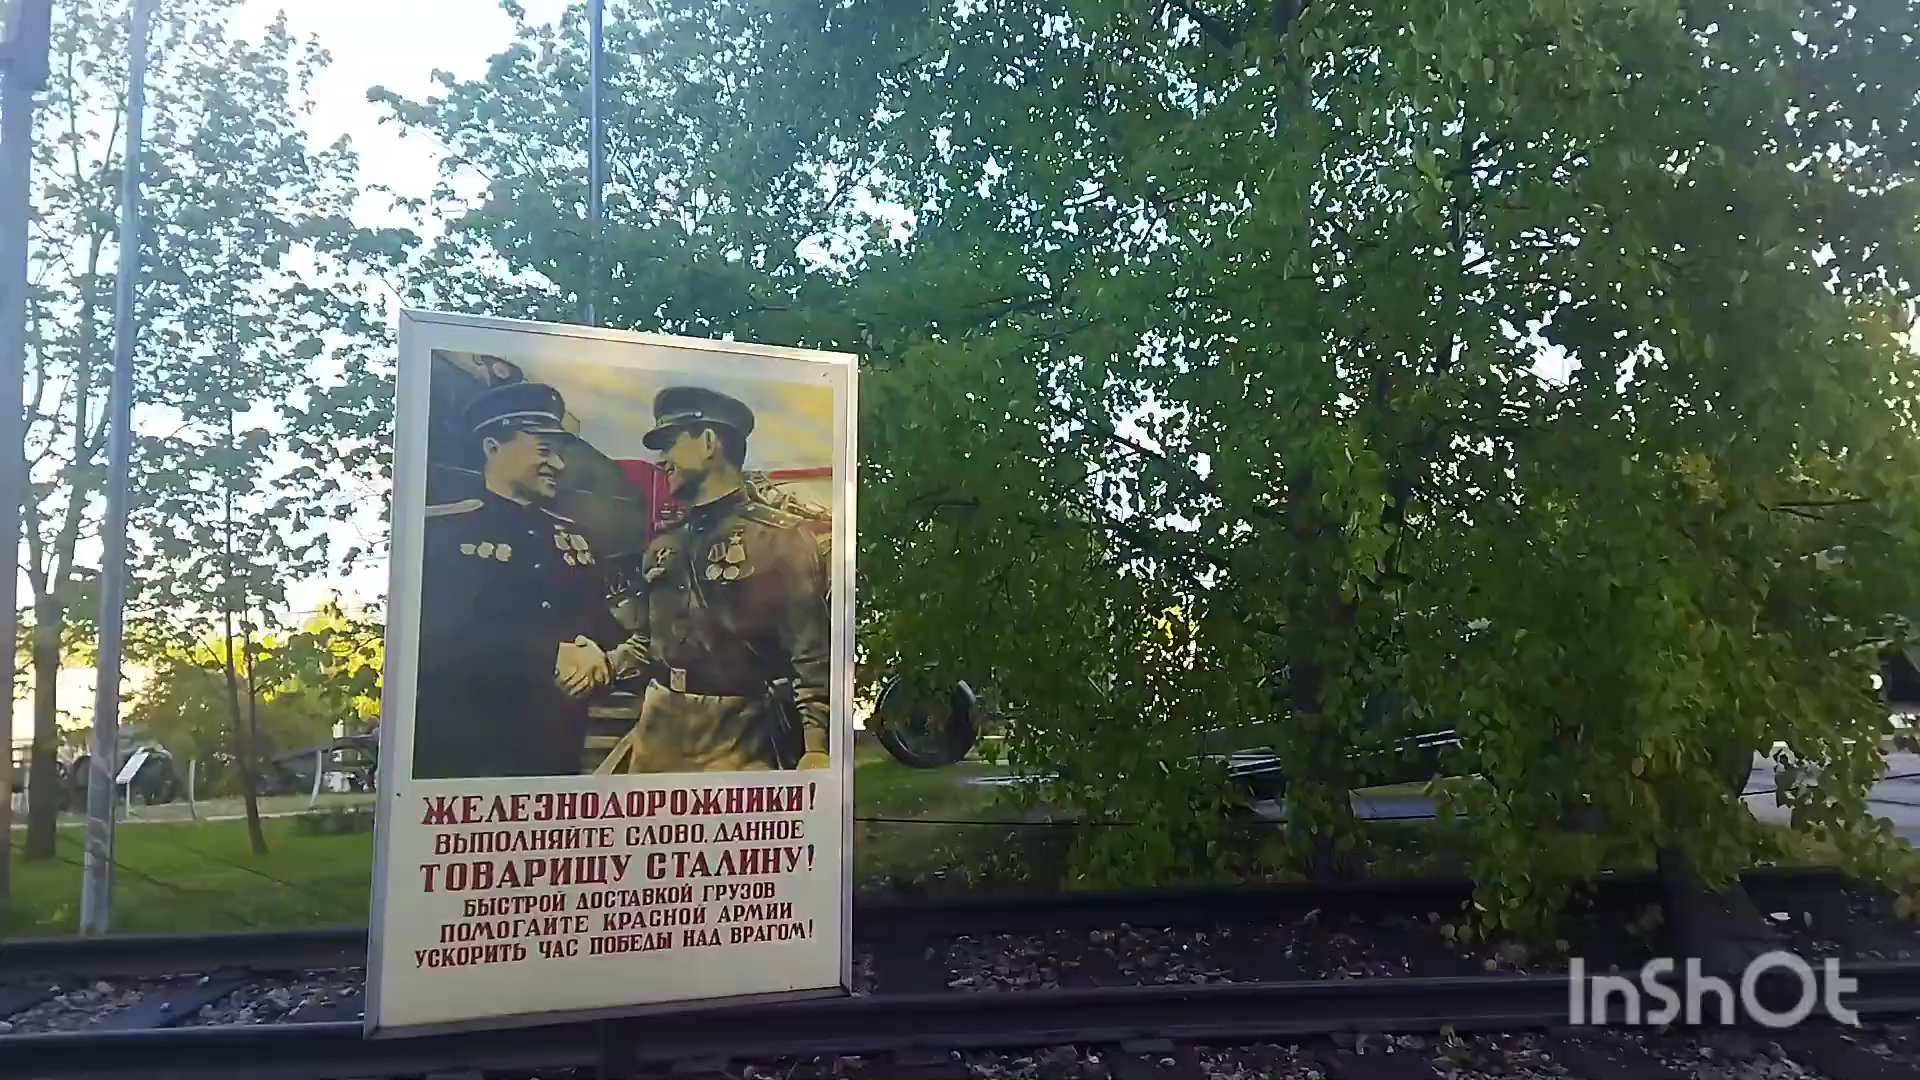 ЖЕЛЕЗНОДОРОЖНИКИ!
ВЫПОЛНЯЙТЕ СЛОВО, ДАННОЕ
ТОВАРИЩУ СТАЛИНУ!
БЫСТРОЙ ДОСТАВКОЙ ГРУЗОВ
ПОМОГАЙТЕ КРАСНОЙ АРМИИ
УСКОРИТЬ ЧАС ПОБЕДЫ НАД ВРАГОМ!
InShOt